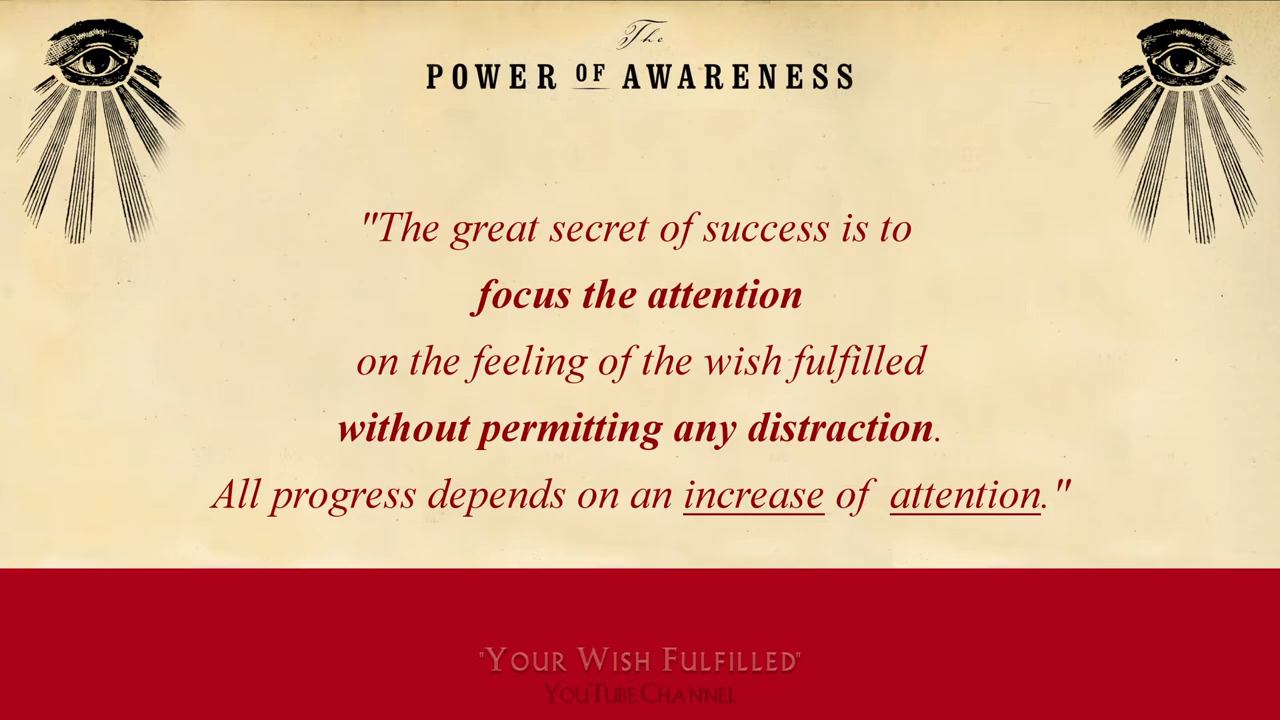 The
POWER OF AWARENESS
"The great secret of success is to
focus the attention
on the feeling of the wish fulfilled
without permitting any distraction.
All progress depends on an increase of attention."
"Your Wish Fulfilled"
YouTube Channel